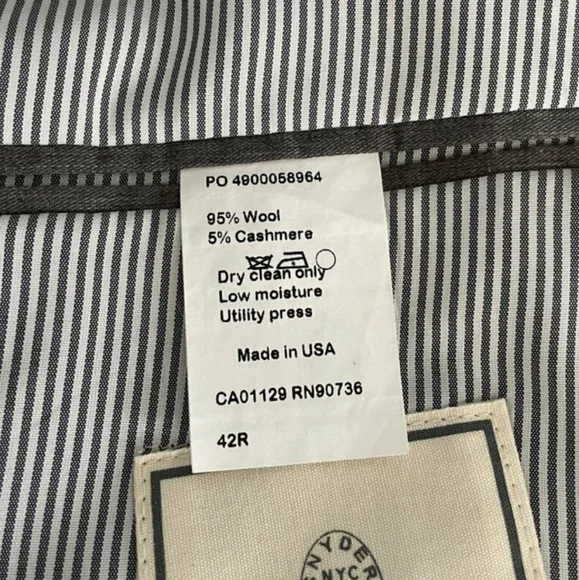 PO 4900058964
95% Wool
5% Cashmere
Dry clean only
Low moisture
Utility press
Made in USA
CA01129 RN90736
42R
SNYDER
NYC